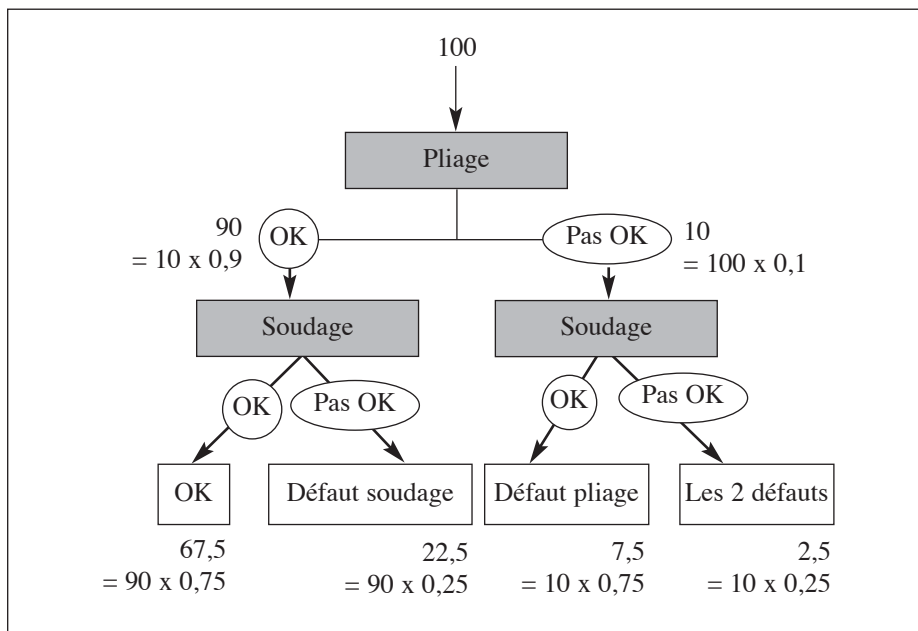 100
Pliage
90
= 10 x 0,9
OK
Pas OK
10
= 100 x 0,1
Soudage
Soudage
OK
Pas OK
OK
Pas OK
OK
Défaut soudage
Défaut pliage
Les 2 défauts
67,5
= 90 x 0,75
22,5
= 90 x 0,25
7,5
= 10 x 0,75
2,5
= 10 x 0,25